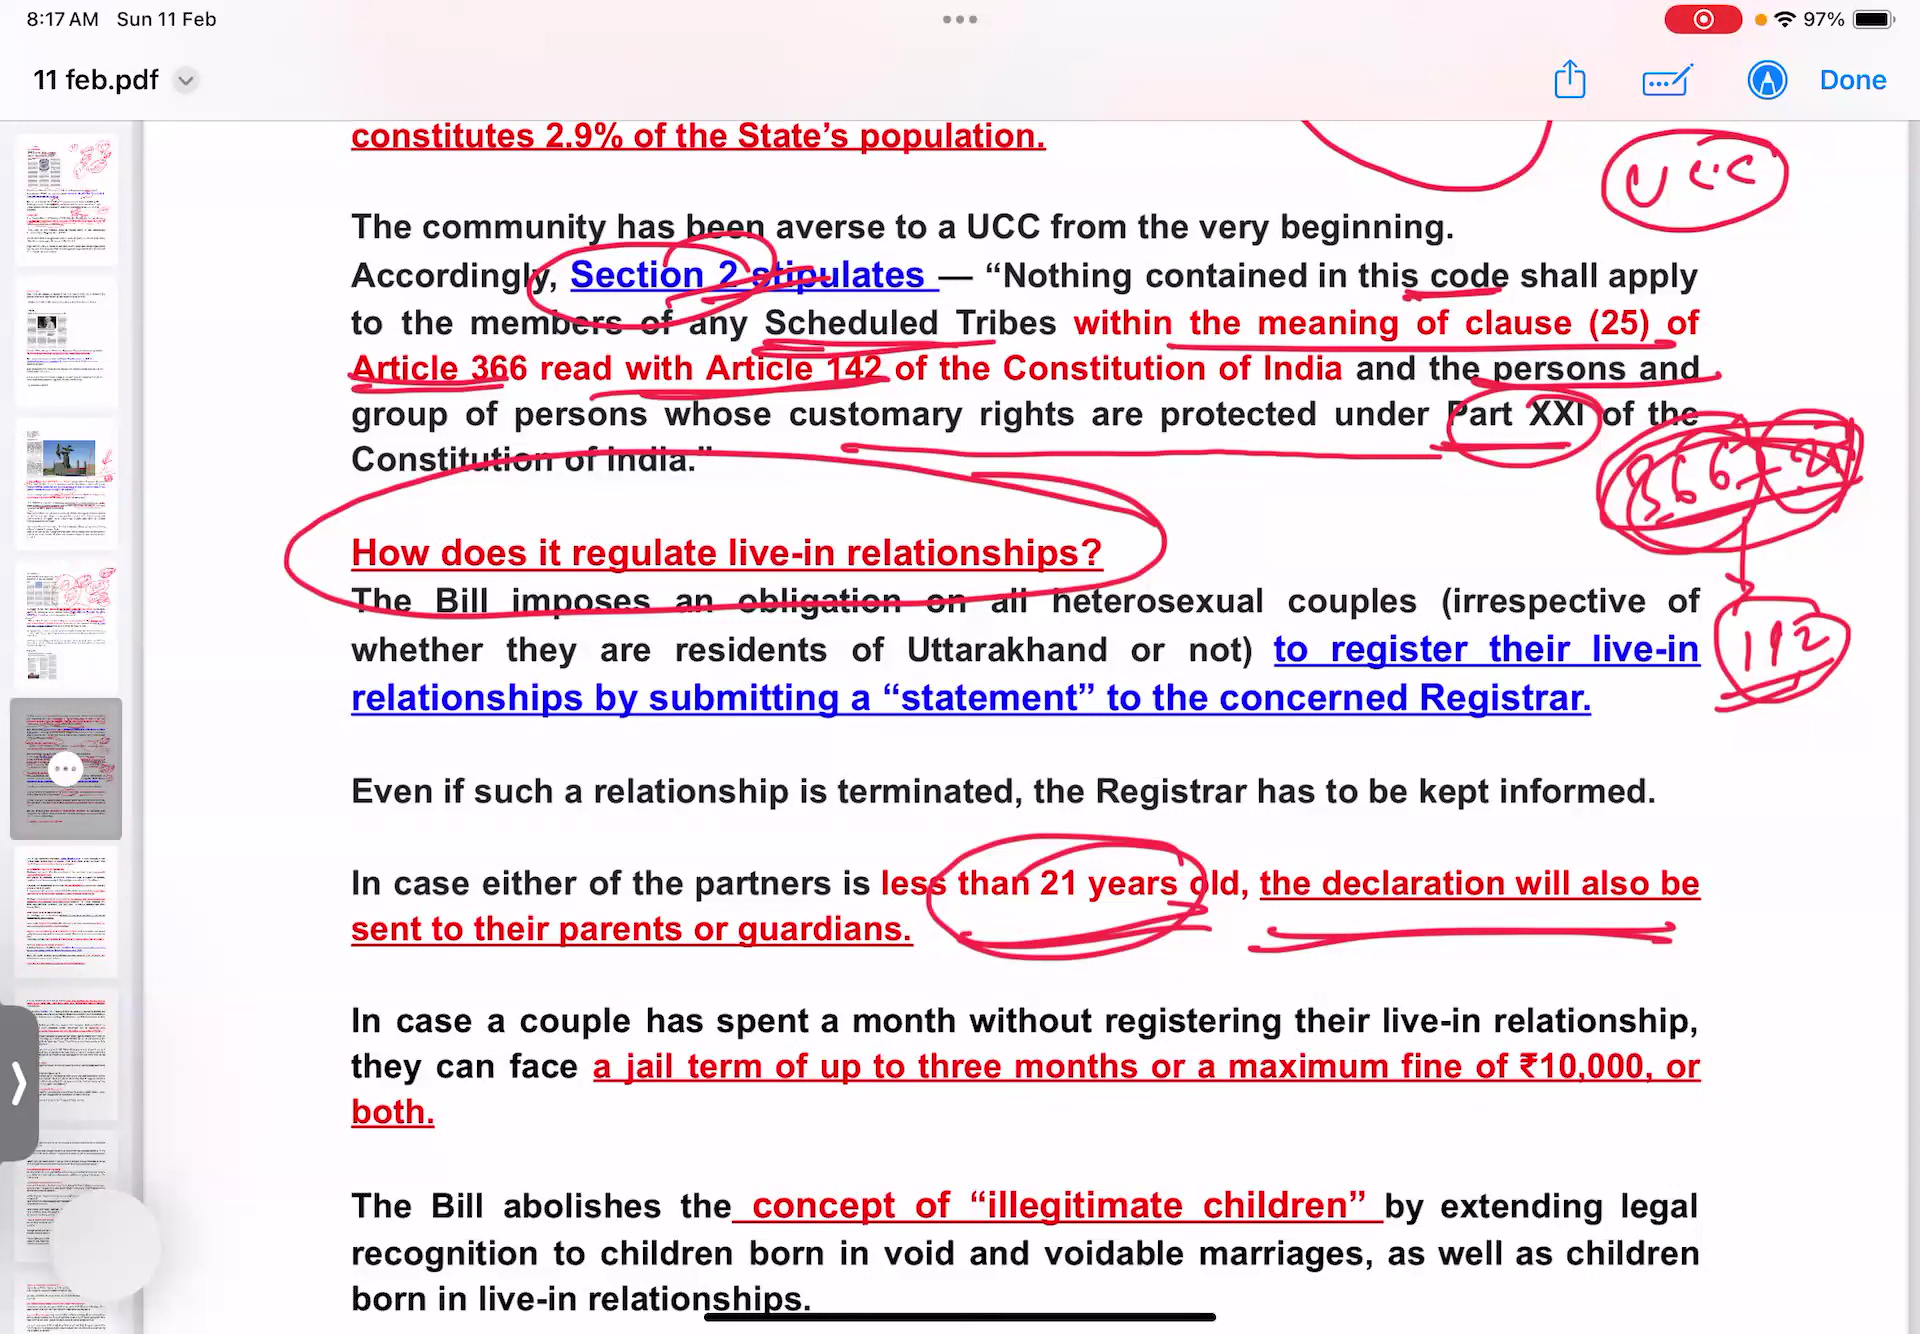 8:17 AM Sun 11 Feb
97%
11 feb.pdf
Done
constitutes 2.9% of the State’s population.
UCC
The community has been averse to a UCC from the very beginning.
Accordingly, Section 2 stipulates — “Nothing contained in this code shall apply
to the members of any Scheduled Tribes within the meaning of clause (25) of
Article 366 read with Article 142 of the Constitution of India and the persons and
group of persons whose customary rights are protected under Part XXI of the
Constitution of India.”
366
How does it regulate live-in relationships?
The Bill imposes an obligation on all heterosexual couples (irrespective of
whether they are residents of Uttarakhand or not) to register their live-in
142
relationships by submitting a “statement” to the concerned Registrar.
Even if such a relationship is terminated, the Registrar has to be kept informed.
In case either of the partners is less than 21 years old, the declaration will also be
sent to their parents or guardians.
In case a couple has spent a month without registering their live-in relationship,
they can face a jail term of up to three months or a maximum fine of ₹10,000, or
both.
The Bill abolishes the concept of “illegitimate children” by extending legal
recognition to children born in void and voidable marriages, as well as children
born in live-in relationships.